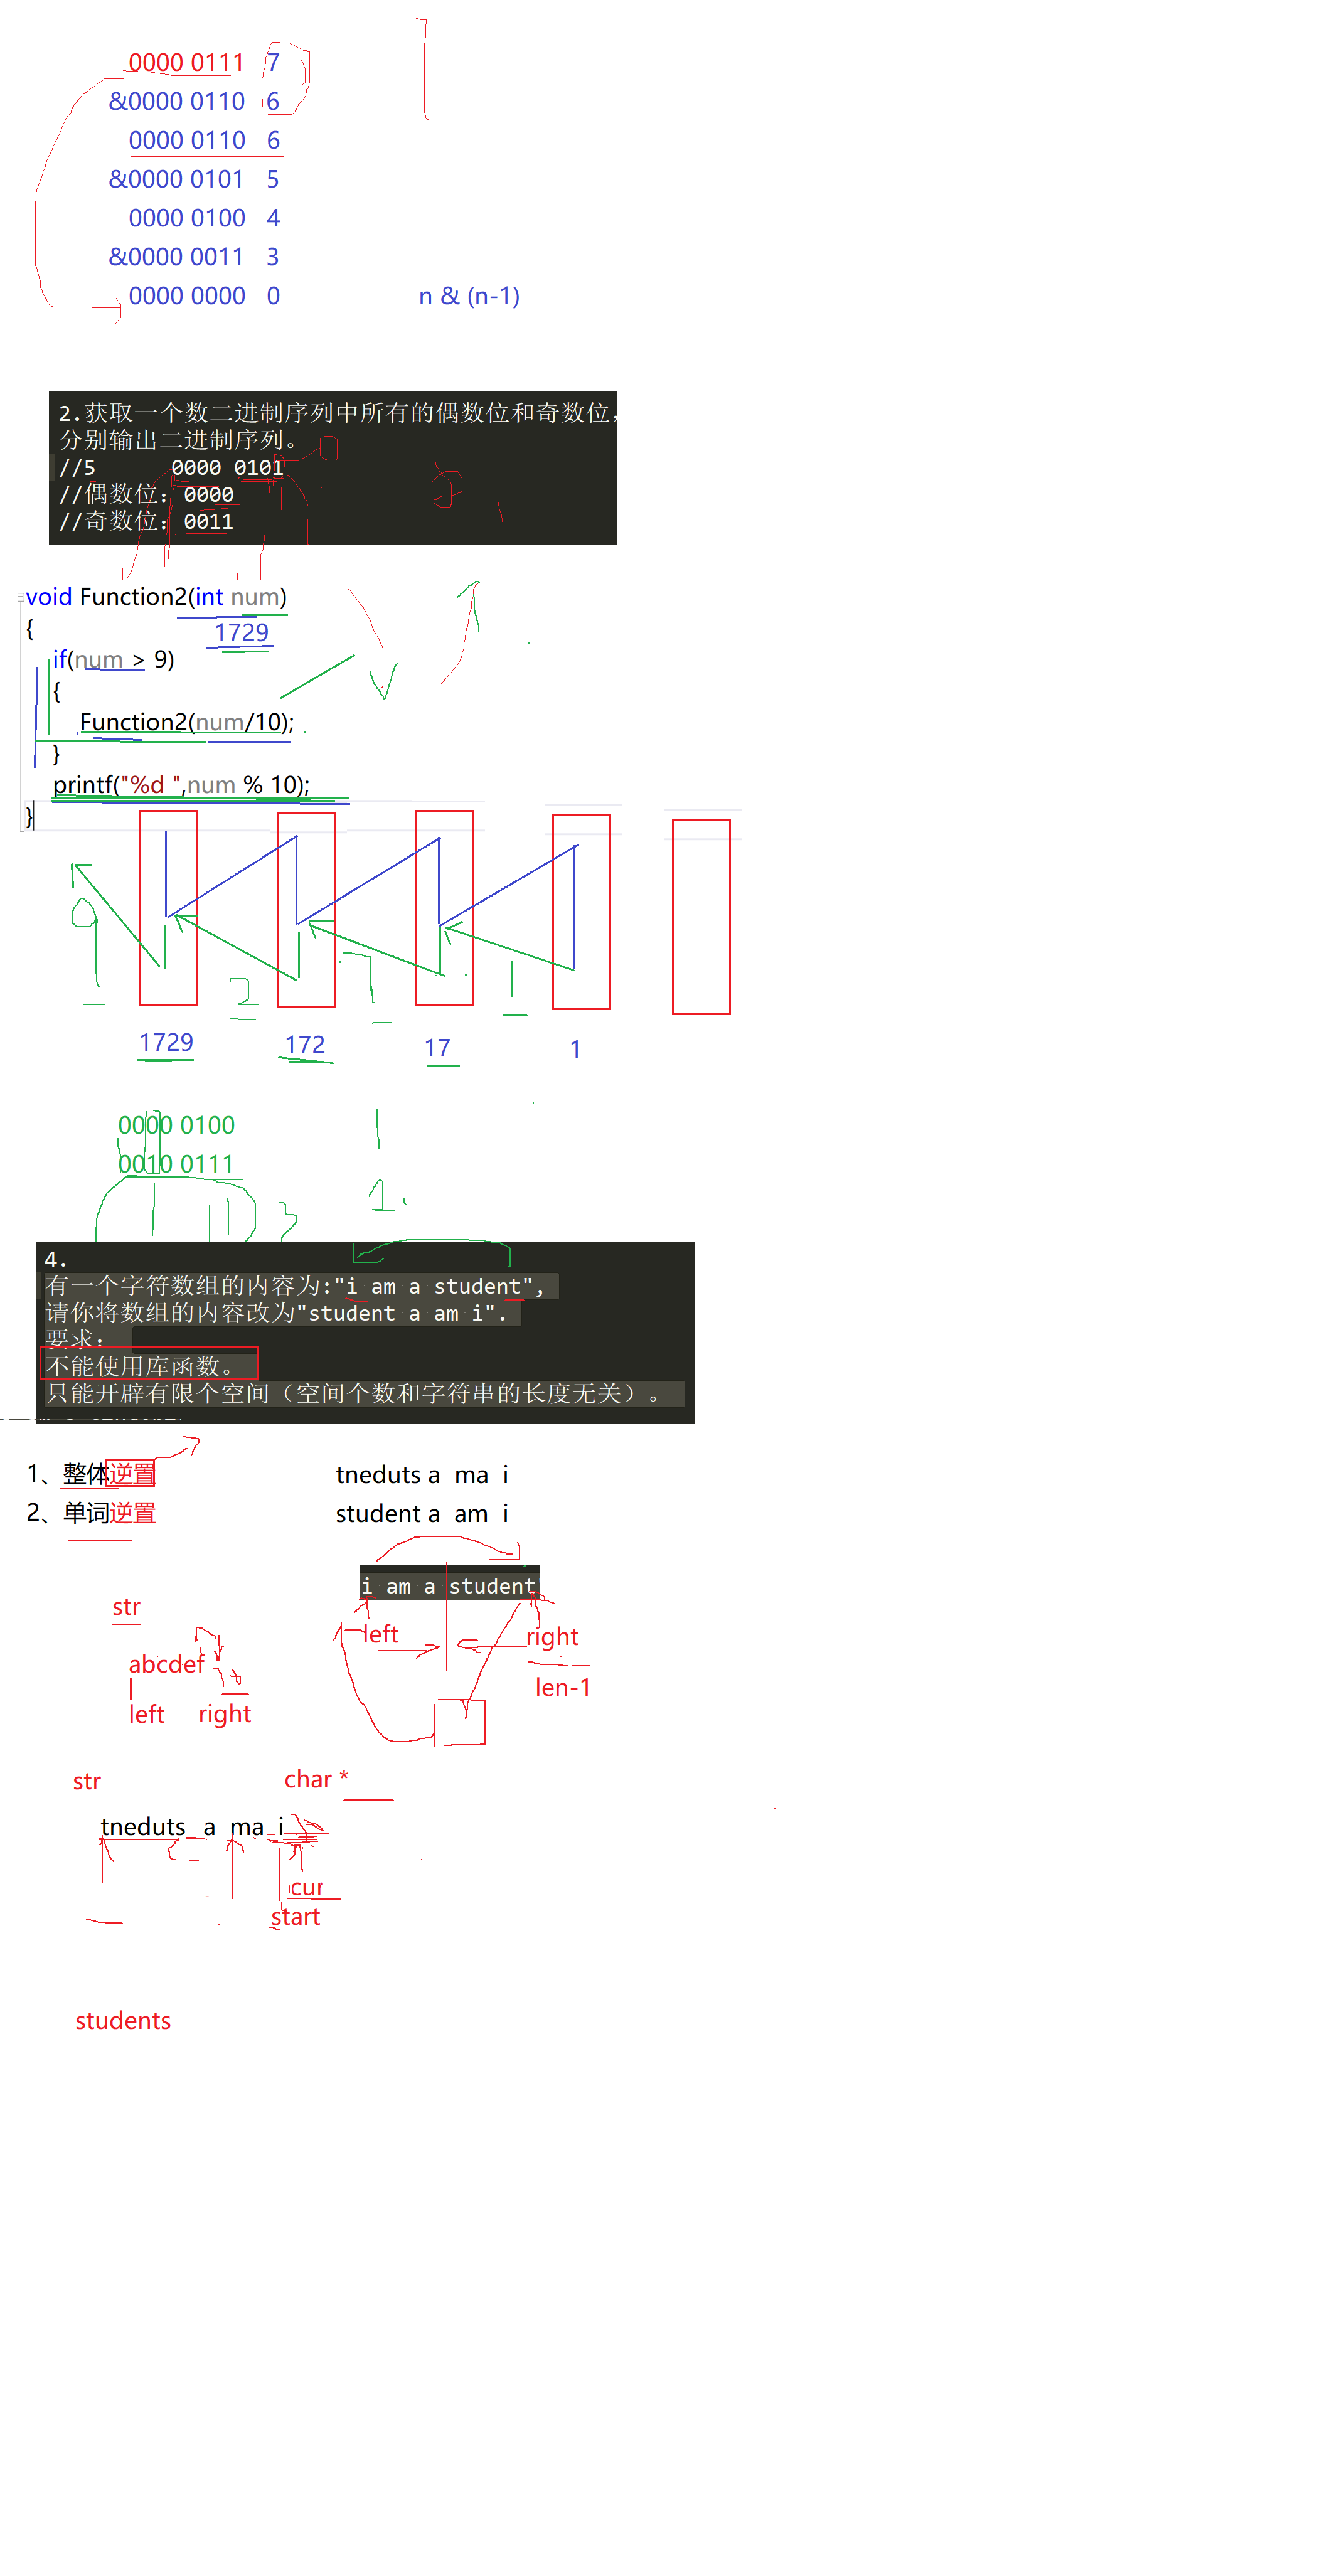 0000 0111 7
&0000 0110 6
0000 0110 6
&0000 0101 5
0000 0100 4
&0000 0011 3
0000 0000 0 n & (n-1)
2.获取一个数二进制序列中所有的偶数位和奇数位,
分别输出二进制序列。
//5 0000 0101
//偶数位: 0000
//奇数位: 0011
0 1
void Function2(int num)
{ 1729
if(num > 9)
{
Function2(num/10);
}
printf("%d ",num % 10);
}
9 2 7 1
1729 172 17 1
0000 0100
0010 0111
1
1 1 1 3 1.
4.
有一个字符数组的内容为:"i am a student",
请你将数组的内容改为"student a am i".
要求:
不能使用库函数。
只能开辟有限个空间（空间个数和字符串的长度无关）。
1、整体逆置 tneduts a ma i
2、单词逆置 student a am i
i am a student
str
left right
abcdef
len-1
left right
str char *
tneduts a ma i
cur
start
students